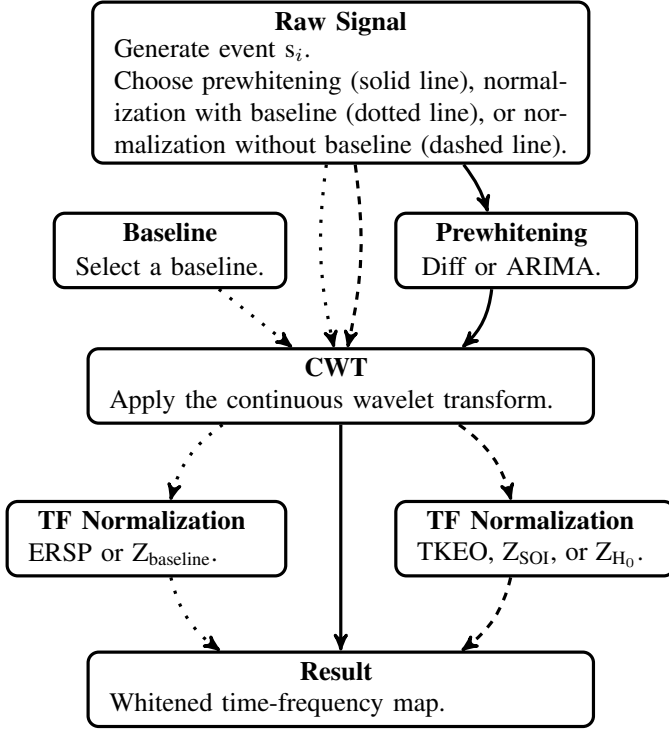 Raw Signal
Generate event s_i.
Choose prewhitening (solid line), normal-
ization with baseline (dotted line), or nor-
malization without baseline (dashed line).
Baseline
Select a baseline.
Prewhitening
Diff or ARIMA.
CWT
Apply the continuous wavelet transform.
TF Normalization
ERSP or Z_baseline.
TF Normalization
TKEO, Z_SOI, or Z_H_0.
Result
Whitened time-frequency map.